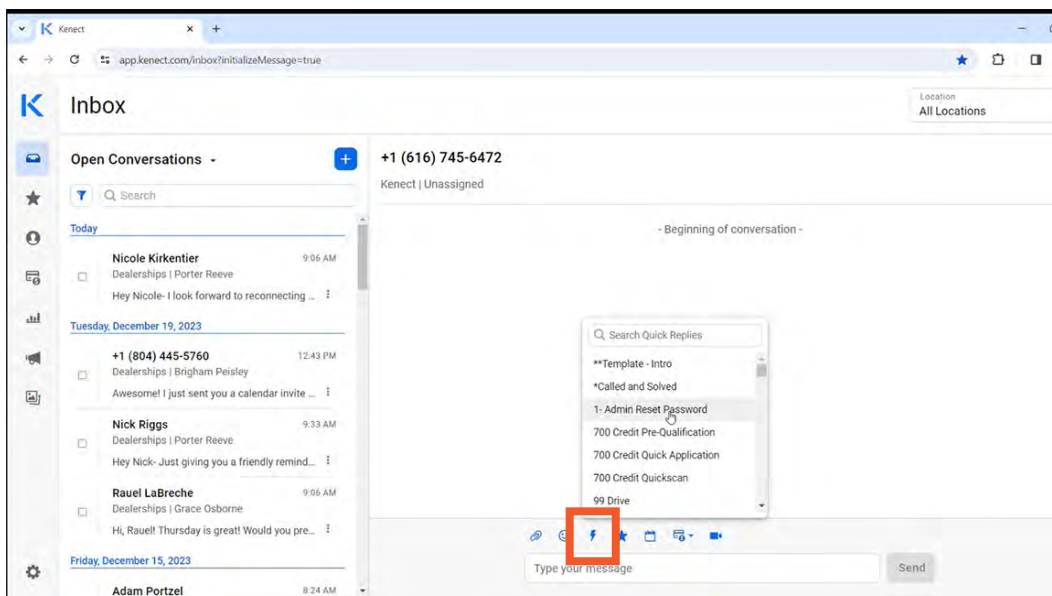 Kenect
app.kenect.com/inbox?initializeMessage=true
Inbox
Location
All Locations
Open Conversations
+1 (616) 745-6472
Kenect | Unassigned
Search
Today
- Beginning of conversation -
Nicole Kirkentier 9:06 AM
Dealerships | Porter Reeve
Hey Nicole- I look forward to reconnecting ...
Tuesday, December 19, 2023
+1 (804) 445-5760 12:43 PM
Dealerships | Brigham Peisley
Awesome! I just sent you a calendar invite ...
Nick Riggs 9:33 AM
Dealerships | Porter Reeve
Hey Nick- Just giving you a friendly remind...
Rauel LaBreche 9:06 AM
Dealerships | Grace Osborne
Hi, Rauel! Thursday is great! Would you pre...
Friday, December 15, 2023
Adam Portzel 8:24 AM
Search Quick Replies
**Template - Intro
*Called and Solved
1- Admin Reset Password
700 Credit Pre-Qualification
700 Credit Quick Application
700 Credit Quickscan
99 Drive
Type your message
Send